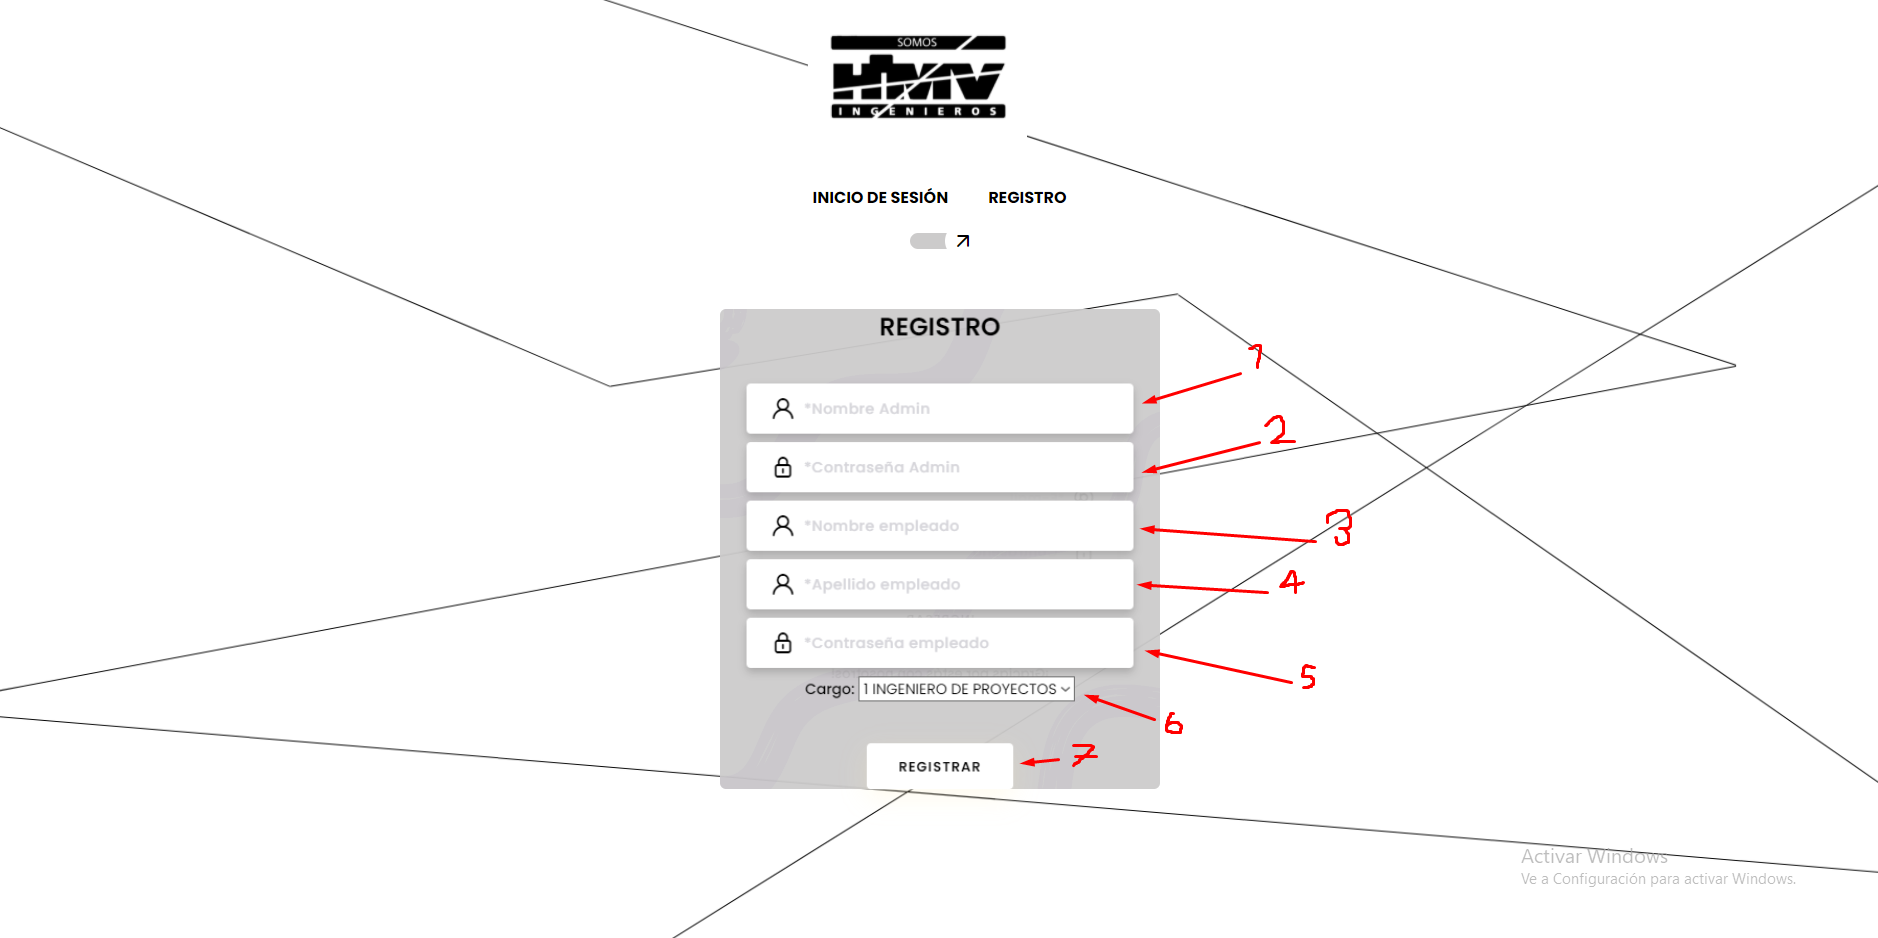 SOMOS
HMV
INGENIEROS
INICIO DE SESIÓN REGISTRO
REGISTRO
1
*Nombre Admin
2
*Contraseña Admin
3
*Nombre empleado
4
*Apellido empleado
*Contraseña empleado
5
Cargo: 1 INGENIERO DE PROYECTOS
6
7
REGISTRAR
Activar Windows
Ve a Configuración para activar Windows.